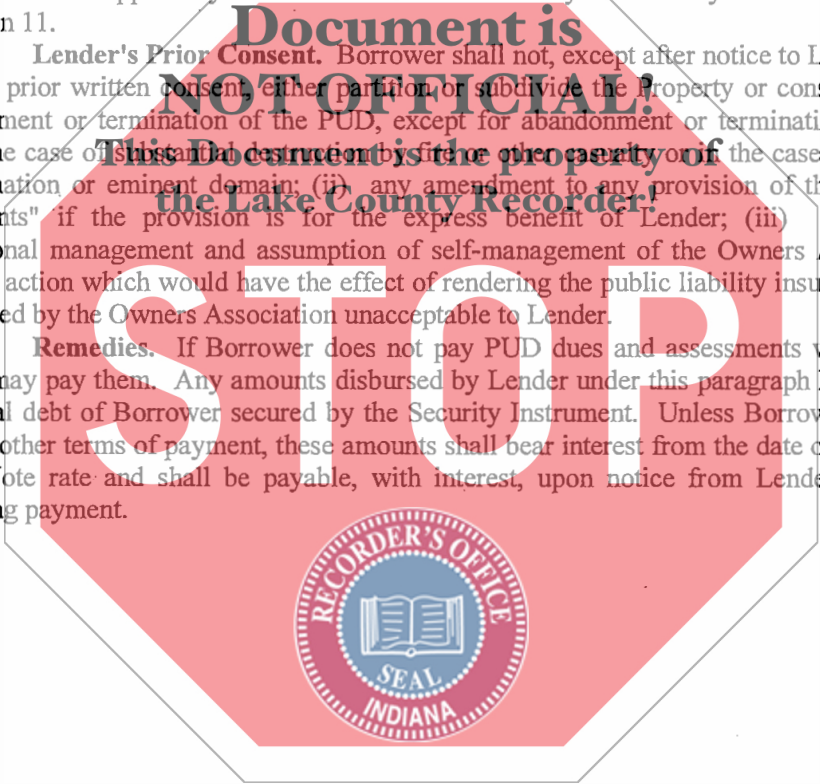 n 11.
Document is
Lender's Prior Consent. Borrower shall not, except after notice to L
NOT OFFICIAL!
prior written consent, either partition or subdivide the Property or cons
ment or termination of the PUD, except for abandonment or terminati
This Document is the property of
e case of substantial destruction by fire or other casualty or in the case
the Lake County Recorder!
ation or eminent domain; (ii) any amendment to any provision of th
nts" if the provision is for the express benefit of Lender; (iii)
onal management and assumption of self-management of the Owners
action which would have the effect of rendering the public liability insu
ed by the Owners Association unacceptable to Lender.
STOP
Remedies. If Borrower does not pay PUD dues and assessments
may pay them. Any amounts disbursed by Lender under this paragraph
l debt of Borrower secured by the Security Instrument. Unless Borrow
other terms of payment, these amounts shall bear interest from the date
ote rate and shall be payable, with interest, upon notice from Lende
g payment.
RECORDER'S OFFICE
SEAL
INDIANA